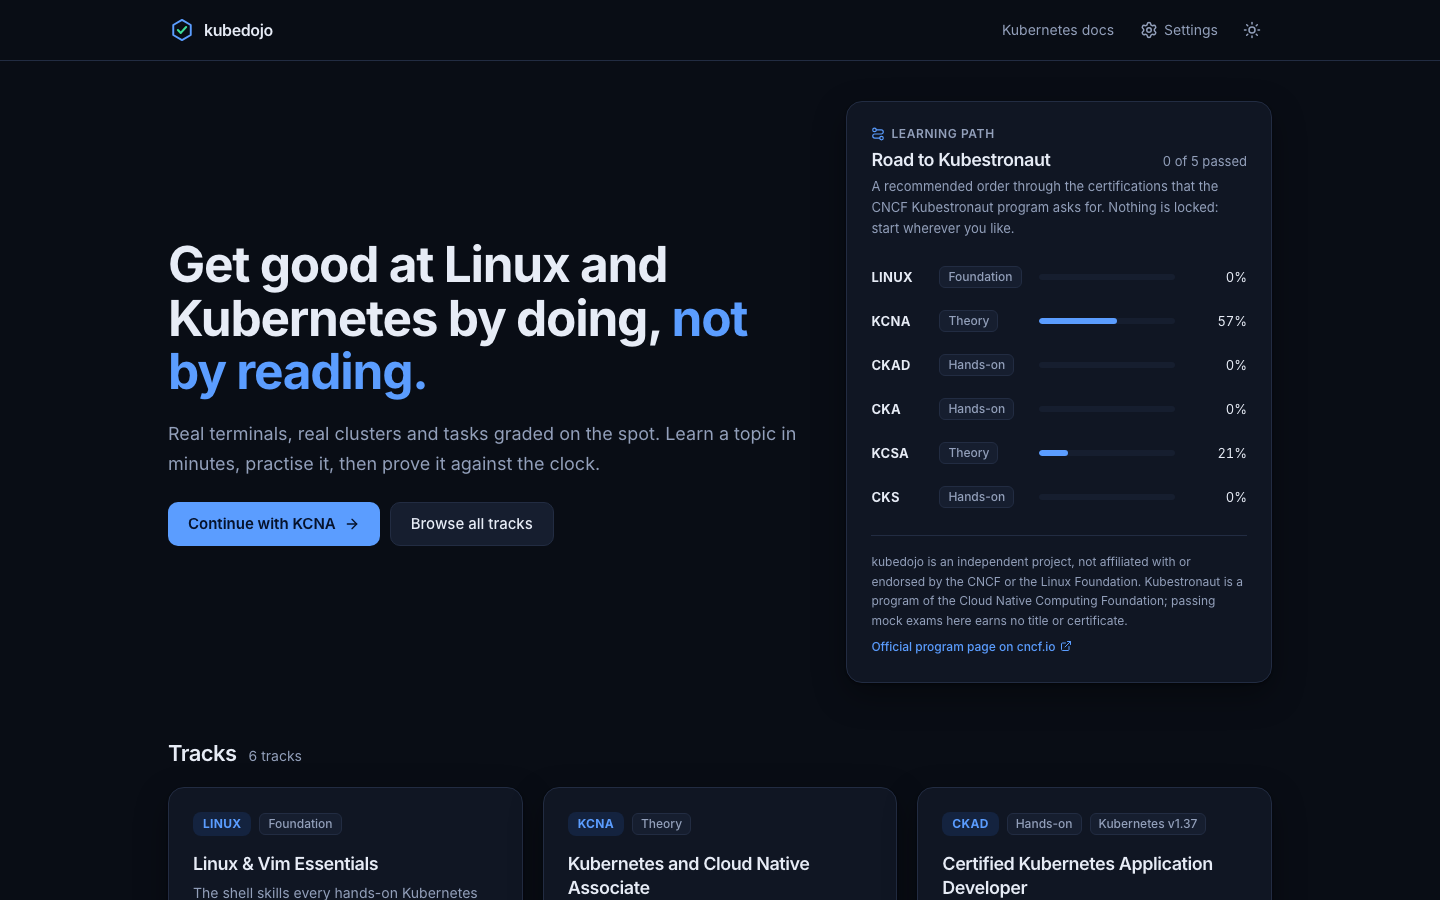 kubedojo
Kubernetes docs
Settings
Get good at Linux and
Kubernetes by doing, not
by reading.
Real terminals, real clusters and tasks graded on the spot. Learn a topic in
minutes, practise it, then prove it against the clock.
Continue with KCNA
Browse all tracks
LEARNING PATH
Road to Kubestronaut
0 of 5 passed
A recommended order through the certifications that the
CNCF Kubestronaut program asks for. Nothing is locked:
start wherever you like.
LINUX Foundation 0%
KCNA Theory 57%
CKAD Hands-on 0%
CKA Hands-on 0%
KCSA Theory 21%
CKS Hands-on 0%
kubedojo is an independent project, not affiliated with or
endorsed by the CNCF or the Linux Foundation. Kubestronaut is a
program of the Cloud Native Computing Foundation; passing
mock exams here earns no title or certificate.
Official program page on cncf.io
Tracks 6 tracks
LINUX Foundation
Linux & Vim Essentials
The shell skills every hands-on Kubernetes
KCNA Theory
Kubernetes and Cloud Native
Associate
CKAD Hands-on Kubernetes v1.37
Certified Kubernetes Application
Developer